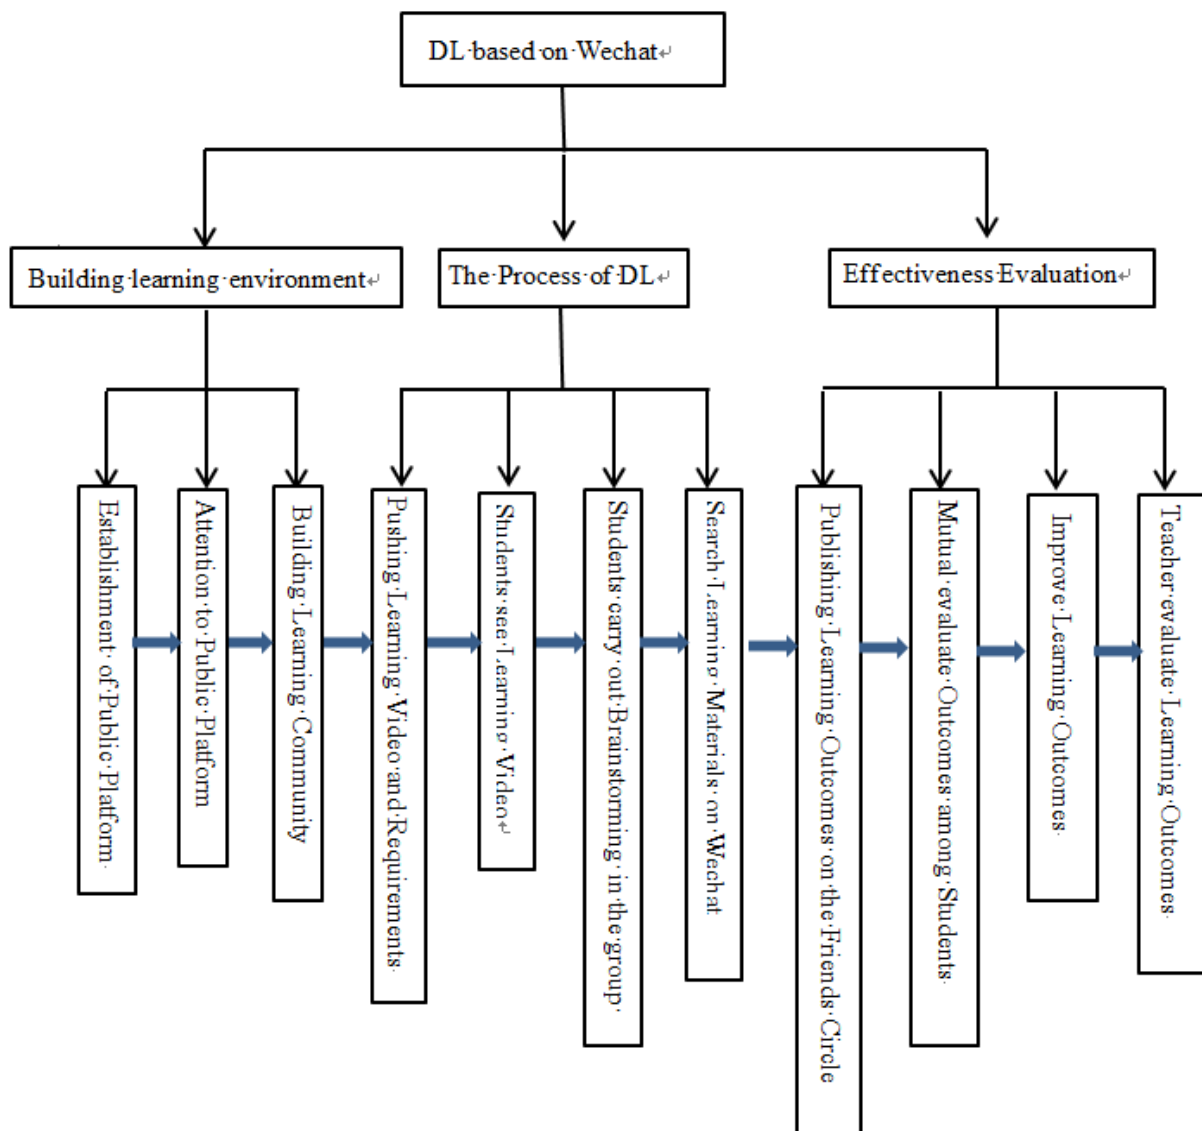 DL based on Wechat
Building learning environment
The Process of DL
Effectiveness Evaluation
Establishment of Public Platform
Attention to Public Platform
Building Learning Community
Pushing Learning Video and Requirements
Students see Learning Video
Students carry out Brainstorming in the group
Search Learning Materials on Wechat
Publishing Learning Outcomes on the Friends Circle
Mutual evaluate Outcomes among Students
Improve Learning Outcomes
Teacher evaluate Learning Outcomes